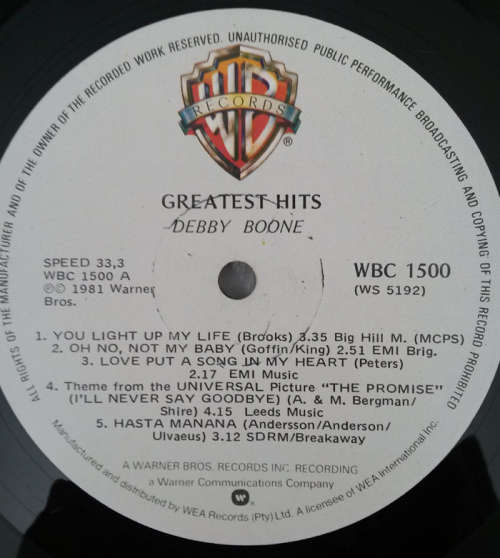 ALL RIGHTS OF THE MANUFACTURER AND OF THE OWNER OF THE RECORDED WORK RESERVED. UNAUTHORISED PUBLIC PERFORMANCE BROADCASTING AND COPYING OF THIS RECORD PROHIBITED
WB
RECORDS
®
GREATEST HITS
DEBBY BOONE
SPEED 33,3
WBC 1500 A
℗© 1981 Warner
Bros.
WBC 1500
(WS 5192)
1. YOU LIGHT UP MY LIFE (Brooks) 3.35 Big Hill M. (MCPS)
2. OH NO, NOT MY BABY (Goffin/King) 2.51 EMI Brig.
3. LOVE PUT A SONG IN MY HEART (Peters)
2.17 EMI Music
4. Theme from the UNIVERSAL Picture "THE PROMISE"
(I'LL NEVER SAY GOODBYE) (A. & M. Bergman/
Shire) 4.15 Leeds Music
5. HASTA MANANA (Andersson/Anderson/
Ulvaeus) 3.12 SDRM/Breakaway
A WARNER BROS. RECORDS INC. RECORDING
a Warner Communications Company
W®
Manufactured and distributed by WEA Records (Pty) Ltd. A licensee of WEA International Inc.